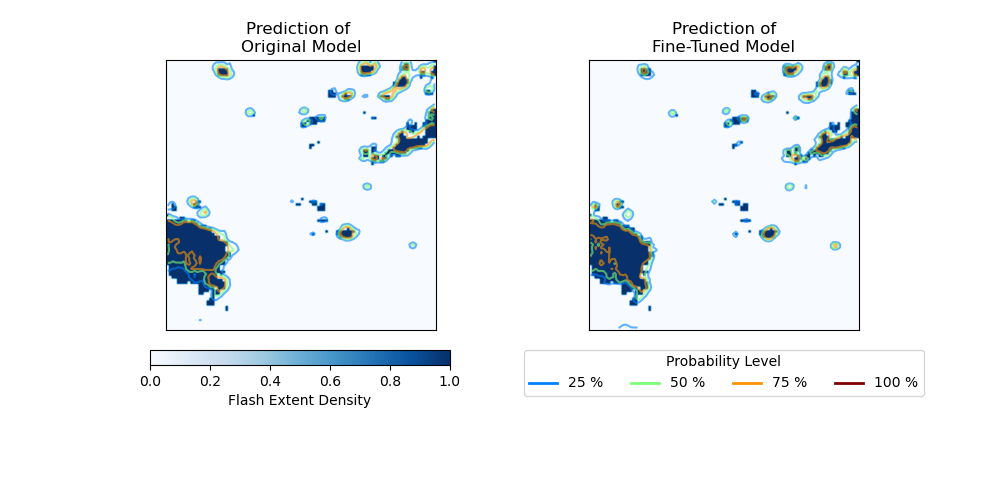 Prediction of
Original Model
Prediction of
Fine-Tuned Model
0.0 0.2 0.4 0.6 0.8 1.0
Flash Extent Density
Probability Level
25 % 50 % 75 % 100 %